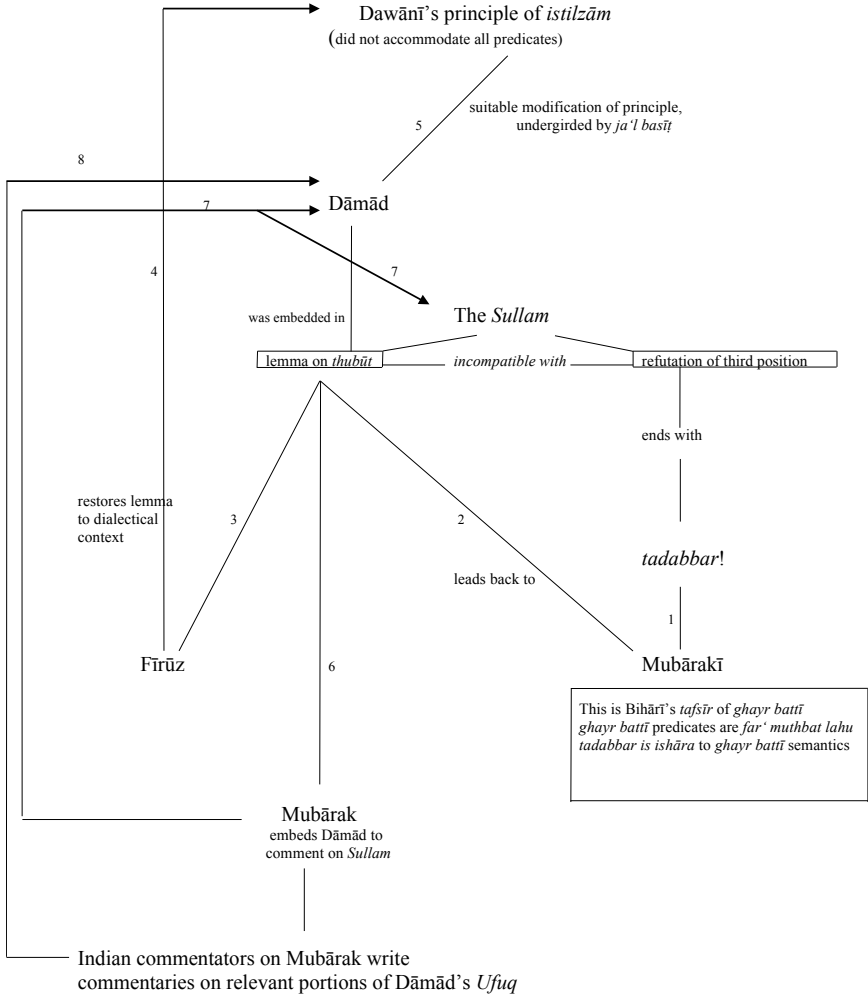 Dawānī’s principle of istilzām
(did not accommodate all predicates)
suitable modification of principle,
undergirded by ja‘l basīṭ
5
8
Dāmād
7
7
4
The Sullam
was embedded in
lemma on thubūt
incompatible with
refutation of third position
ends with
restores lemma
to dialectical
context
3
2
tadabbar!
leads back to
1
Fīrūz
6
Mubārakī
This is Bihārī’s tafsīr of ghayr battī
ghayr battī predicates are far‘ muthbat lahu
tadabbar is ishāra to ghayr battī semantics
Mubārak
embeds Dāmād to
comment on Sullam
Indian commentators on Mubārak write
commentaries on relevant portions of Dāmād’s Ufuq